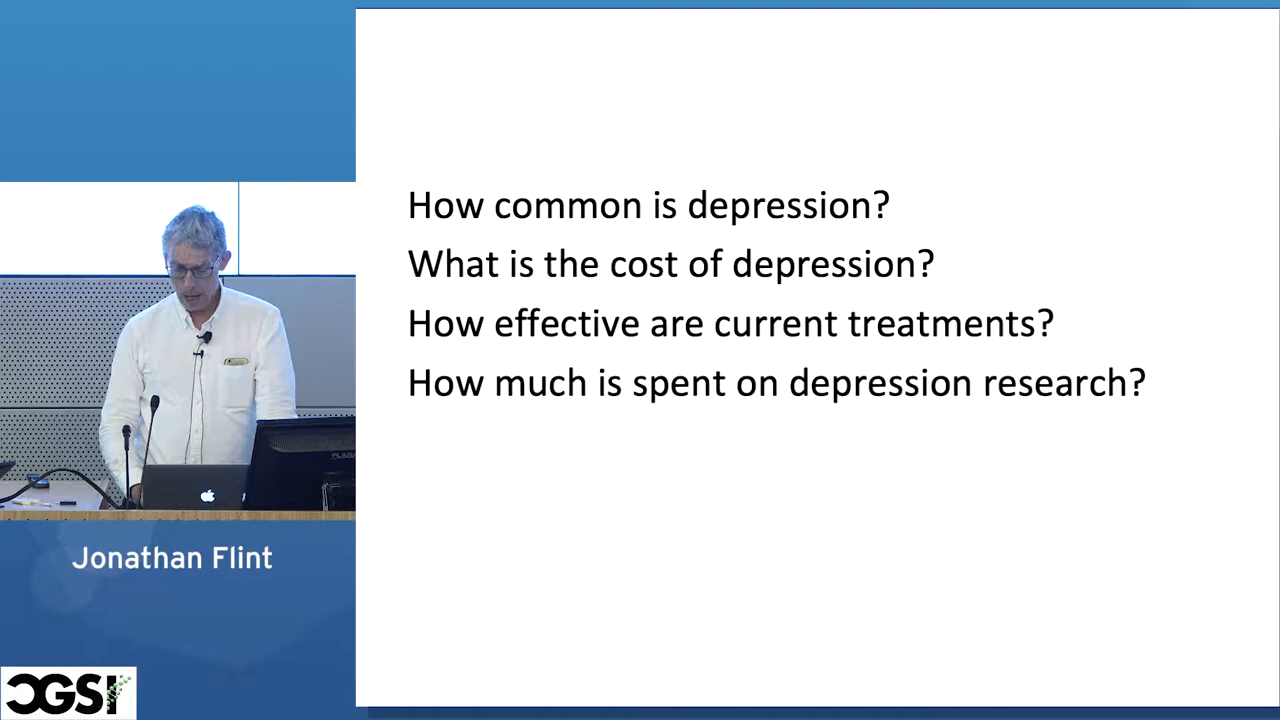 How common is depression?
What is the cost of depression?
How effective are current treatments?
How much is spent on depression research?
PLANAR
Jonathan Flint
CGSI